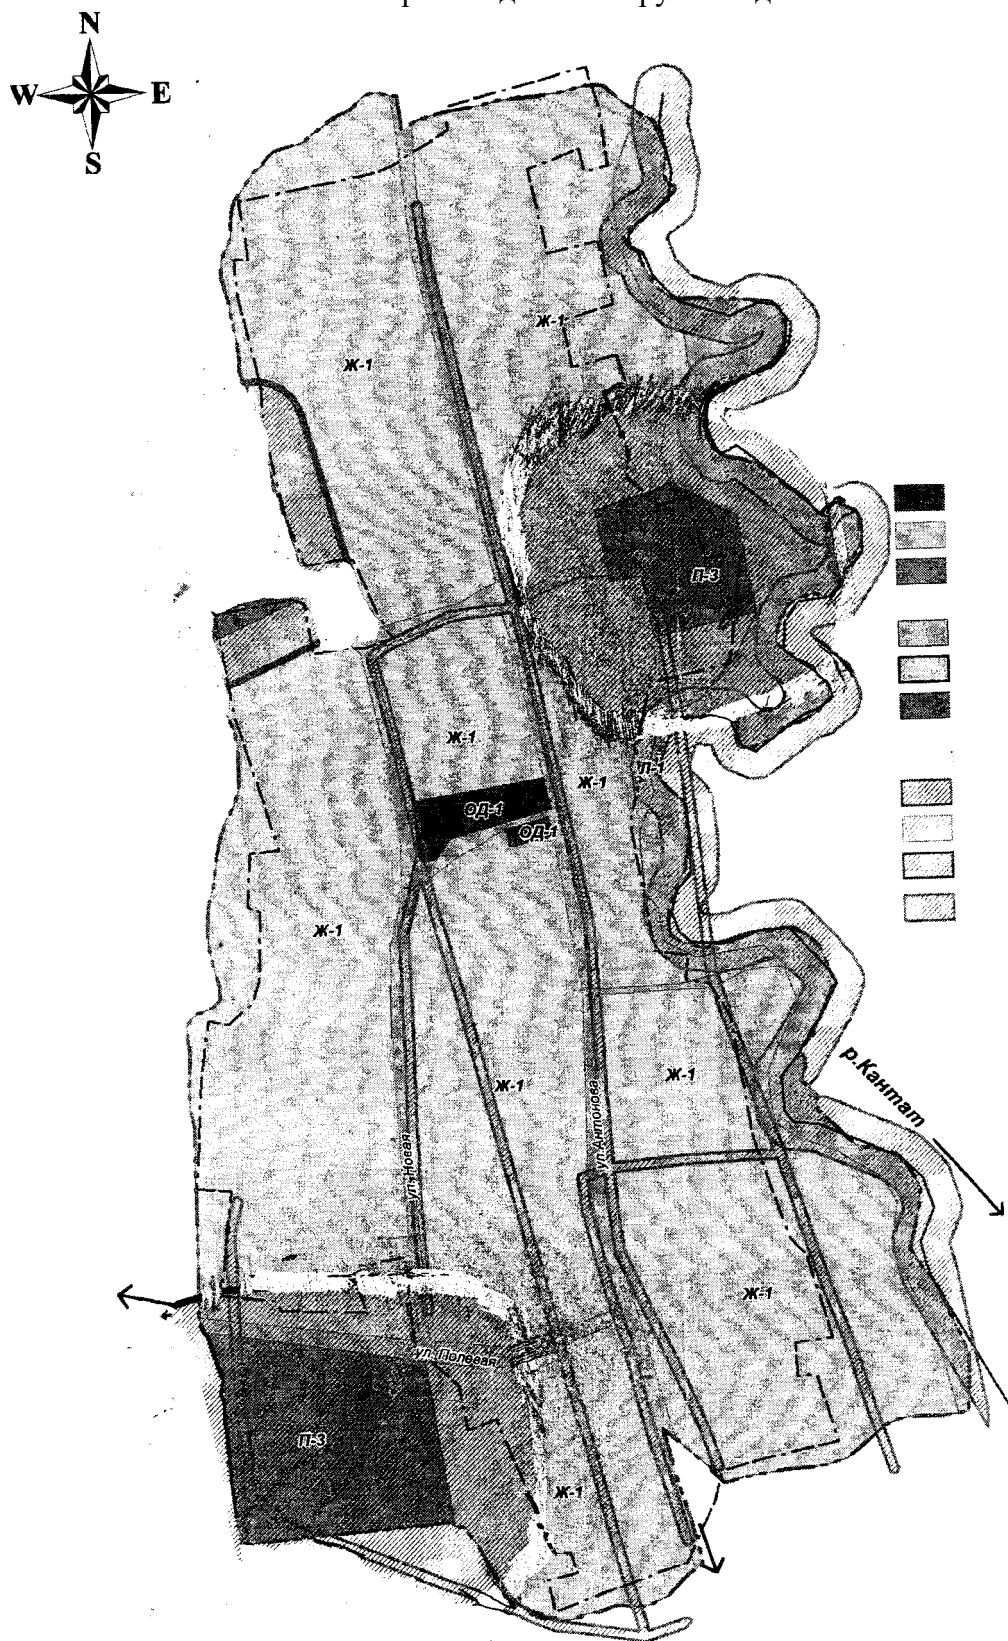 N
W E
S
Ж-1
Ж-1
П-3
Ж-1
П-1
Ж-1
ОД-1
ОД-1
Ж-1
р.Кантат
Ж-1
Ж-1
ул. Антонова
ул. Новая
Ж-1
ул. Полевая
П-3
Ж-1